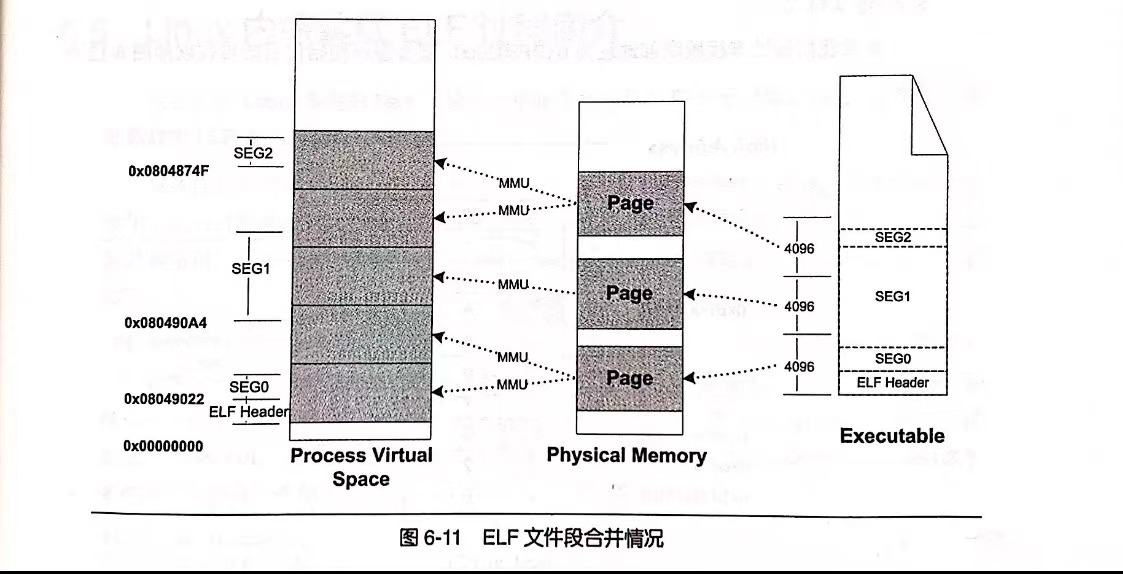 SEG2
0x0804874F
SEG1
0x080490A4
SEG0
0x08049022
ELF Header
0x00000000
Process Virtual
Space
MMU
MMU
MMU
MMU
MMU
Page
Page
Page
Physical Memory
4096
4096
4096
SEG2
SEG1
SEG0
ELF Header
Executable
图 6-11 ELF 文件段合并情况